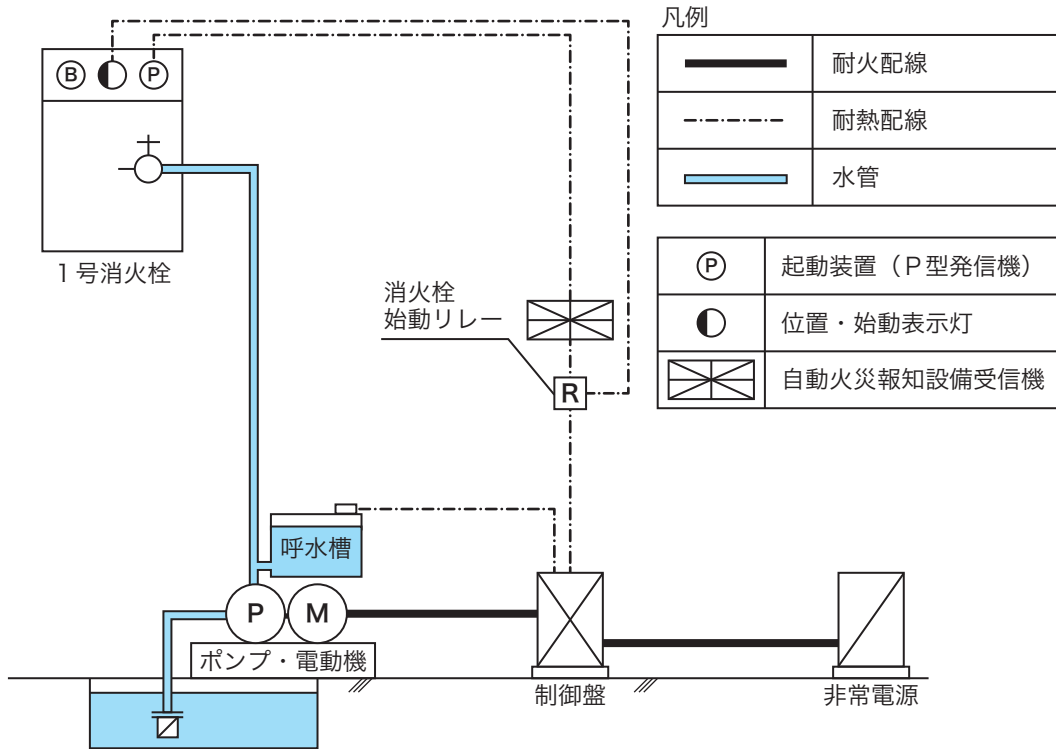 凡例
耐火配線
耐熱配線
水管
Ⓟ
起動装置（Ｐ型発信機）
位置・始動表示灯
自動火災報知設備受信機
Ⓑ
Ⓟ
１号消火栓
消火栓
始動リレー
R
呼水槽
P
M
ポンプ・電動機
制御盤
非常電源